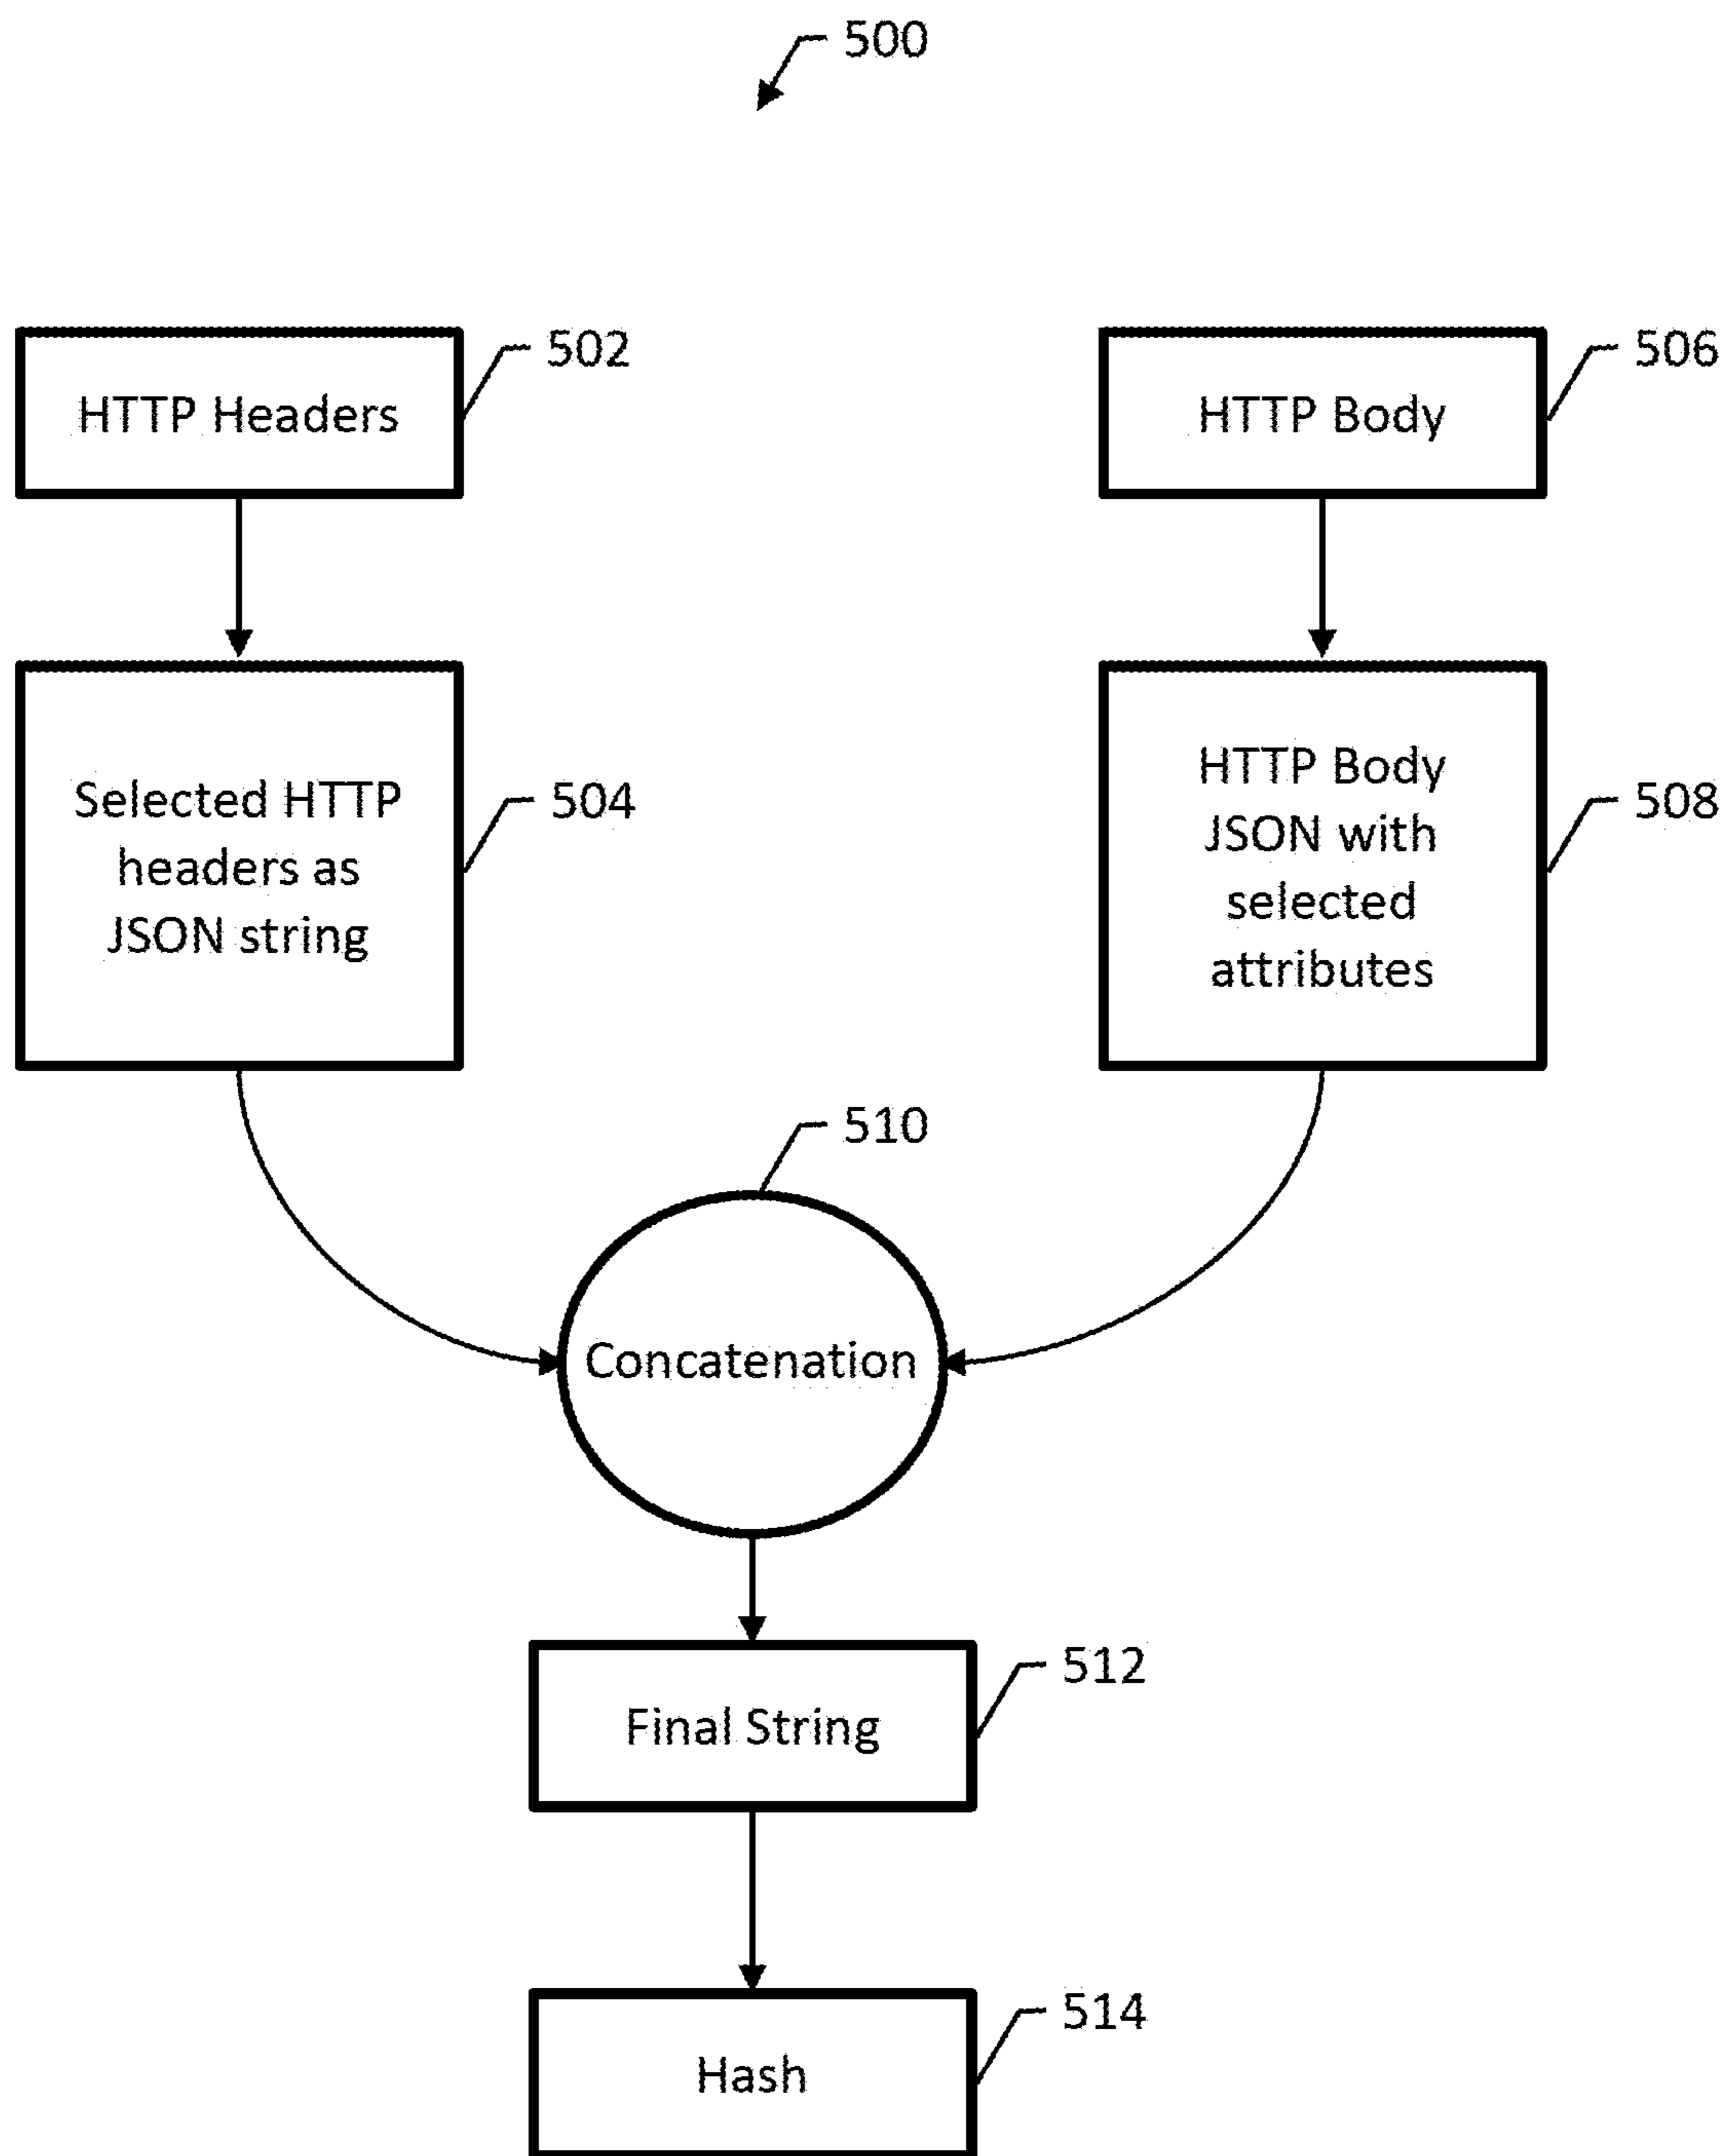 500
502
HTTP Headers
506
HTTP Body
Selected HTTP
headers as
JSON string
504
HTTP Body
JSON with
selected
attributes
508
510
Concatenation
512
Final String
514
Hash